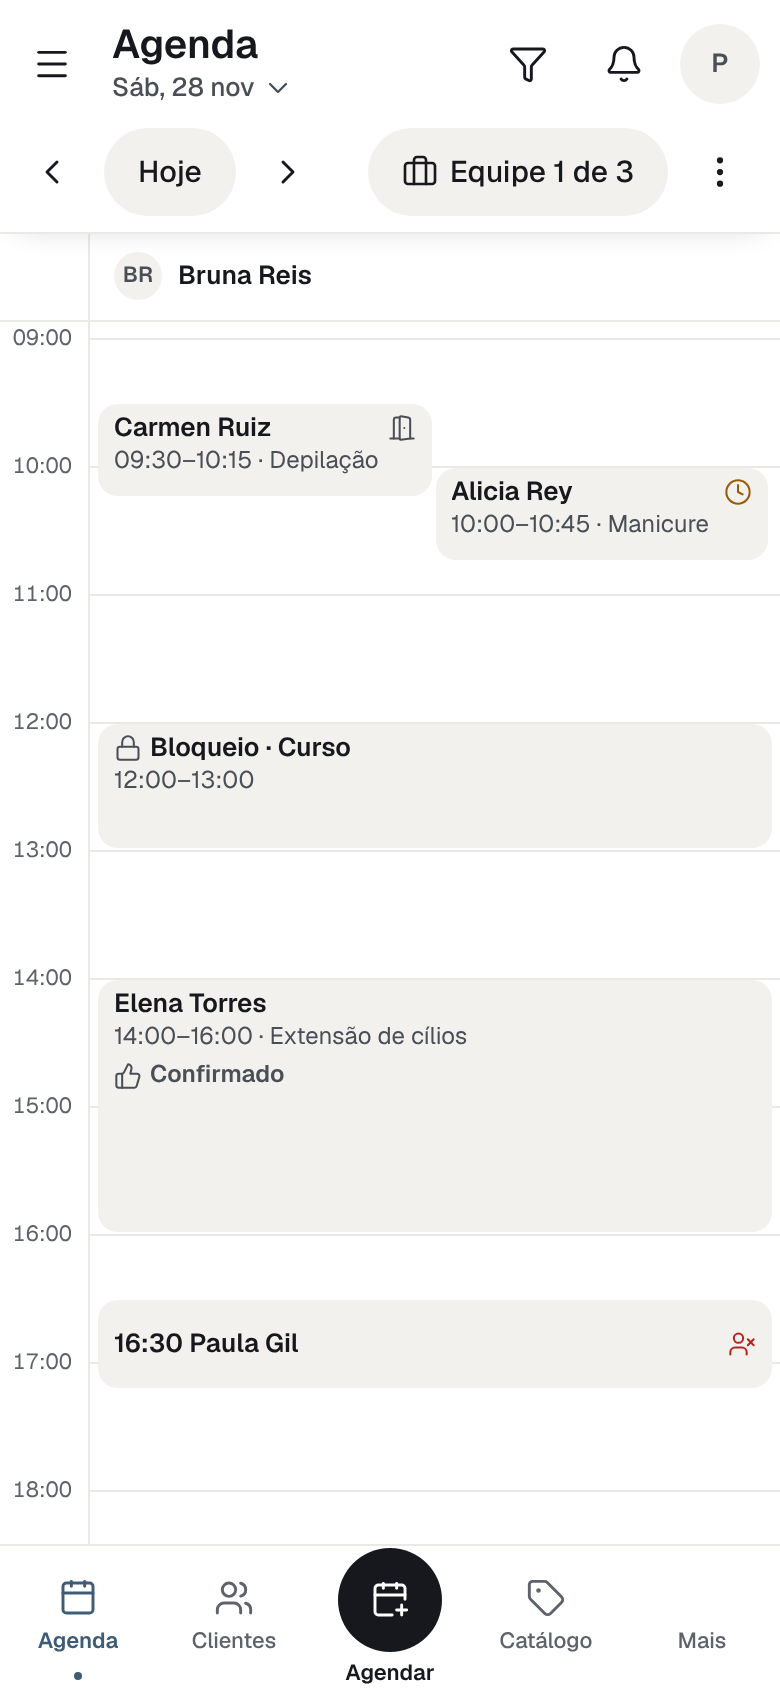 Agenda
Sáb, 28 nov
P
Hoje
Equipe 1 de 3
BR Bruna Reis
09:00
Carmen Ruiz
09:30–10:15 · Depilação
10:00
Alicia Rey
10:00–10:45 · Manicure
11:00
12:00
Bloqueio · Curso
12:00–13:00
13:00
14:00
Elena Torres
14:00–16:00 · Extensão de cílios
Confirmado
15:00
16:00
16:30 Paula Gil
17:00
18:00
Agenda
Clientes
Agendar
Catálogo
Mais